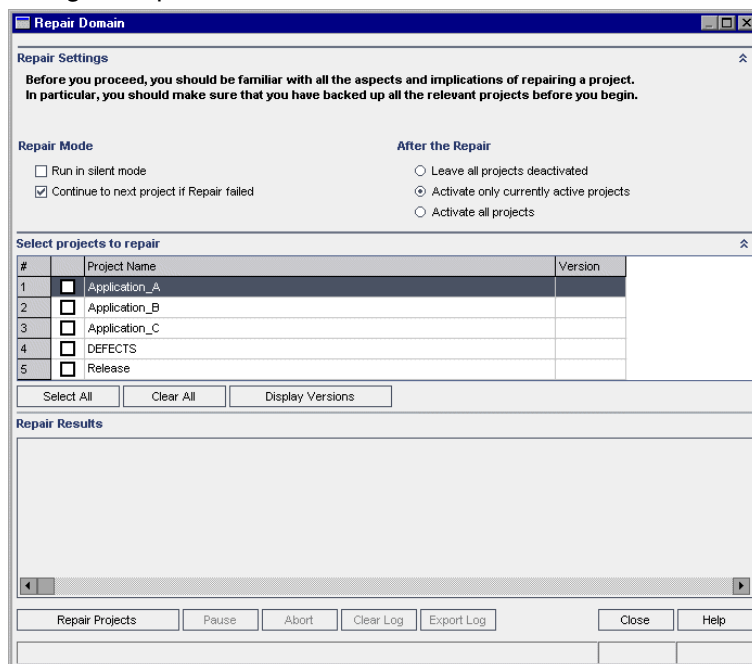 Repair Domain
Repair Settings
Before you proceed, you should be familiar with all the aspects and implications of repairing a project.
In particular, you should make sure that you have backed up all the relevant projects before you begin.
Repair Mode
After the Repair
Run in silent mode
Leave all projects deactivated
Continue to next project if Repair failed
Activate only currently active projects
Activate all projects
Select projects to repair
# Project Name Version
1 Application_A
2 Application_B
3 Application_C
4 DEFECTS
5 Release
Select All Clear All Display Versions
Repair Results
Repair Projects Pause Abort Clear Log Export Log Close Help